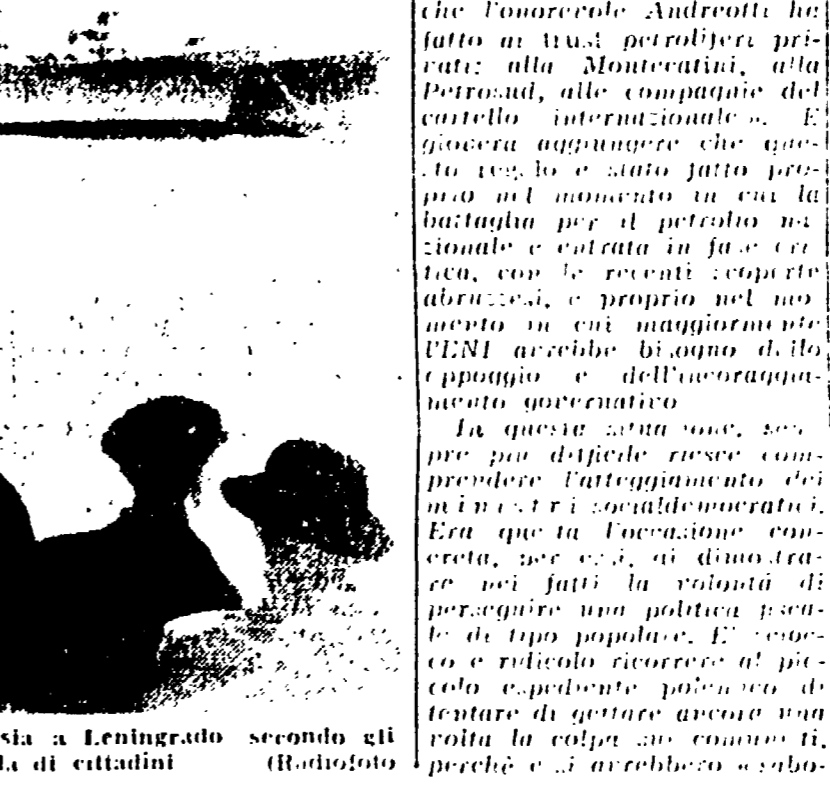 sia a Leningrado secondo gli
la di cittadini (Radiofoto
che l'onorevole Andreotti ha
fatto ai trust petroliferi pri-
vati: alla Montecatini, alla
Petrosud, alle compagnie del
cartello internazionale». E
gioverà aggiungere che que-
sto regalo è stato fatto pro-
prio nel momento in cui la
battaglia per il petrolio na-
zionale è entrata in fase cri-
tica, con le recenti scoperte
abruzzesi, e proprio nel mo-
mento in cui maggiormente
l'ENI avrebbe bisogno dello
appoggio e dell'incoraggia-
mento governativo
In questa situazione, sem-
pre più difficile riesce com-
prendere l'atteggiamento dei
ministri socialdemocratici.
Era questa l'occasione con-
creta, per essi, di dimostra-
re nei fatti la volontà di
perseguire una politica fisca-
le di tipo popolare. E' scioc-
co e ridicolo ricorrere al pic-
colo espediente polemico di
tentare di gettare ancora una
volta la colpa sui comunisti,
perchè essi avrebbero «sabo-